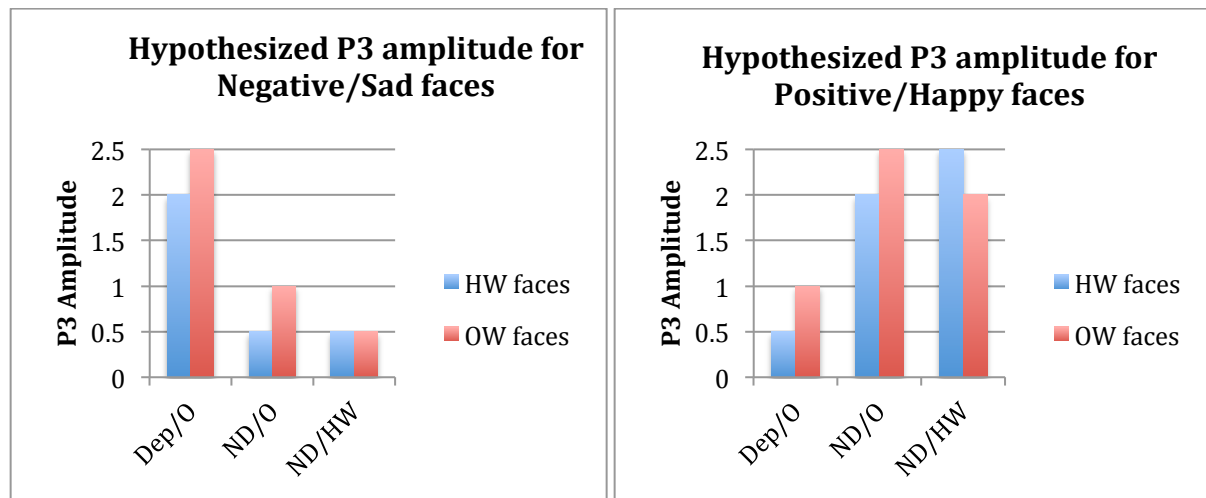 Hypothesized P3 amplitude for
Negative/Sad faces
P3 Amplitude
2.5
2
1.5
1
0.5
0
Dep/O
ND/O
ND/HW
HW faces
OW faces
Hypothesized P3 amplitude for
Positive/Happy faces
P3 Amplitude
2.5
2
1.5
1
0.5
0
Dep/O
ND/O
ND/HW
HW faces
OW faces